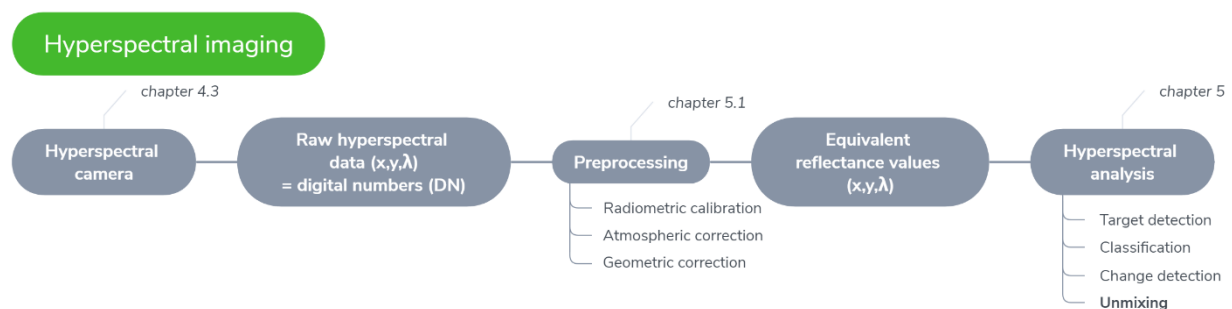 Hyperspectral imaging
chapter 4.3
Hyperspectral
camera
Raw hyperspectral
data (x,y,λ)
= digital numbers (DN)
chapter 5.1
Preprocessing
Radiometric calibration
Atmospheric correction
Geometric correction
Equivalent
reflectance values
(x,y,λ)
chapter 5
Hyperspectral
analysis
Target detection
Classification
Change detection
Unmixing